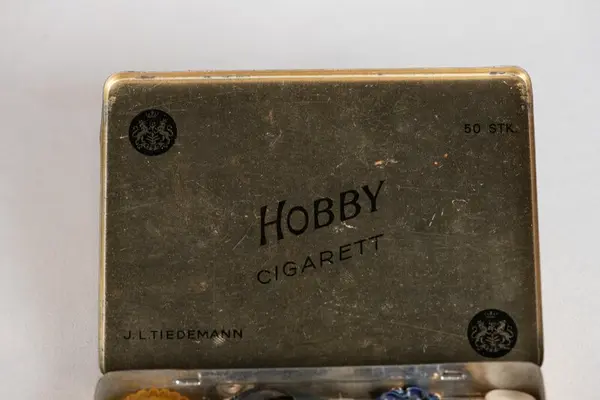 50 STK.
HOBBY
CIGARETT
J.L.TIEDEMANN